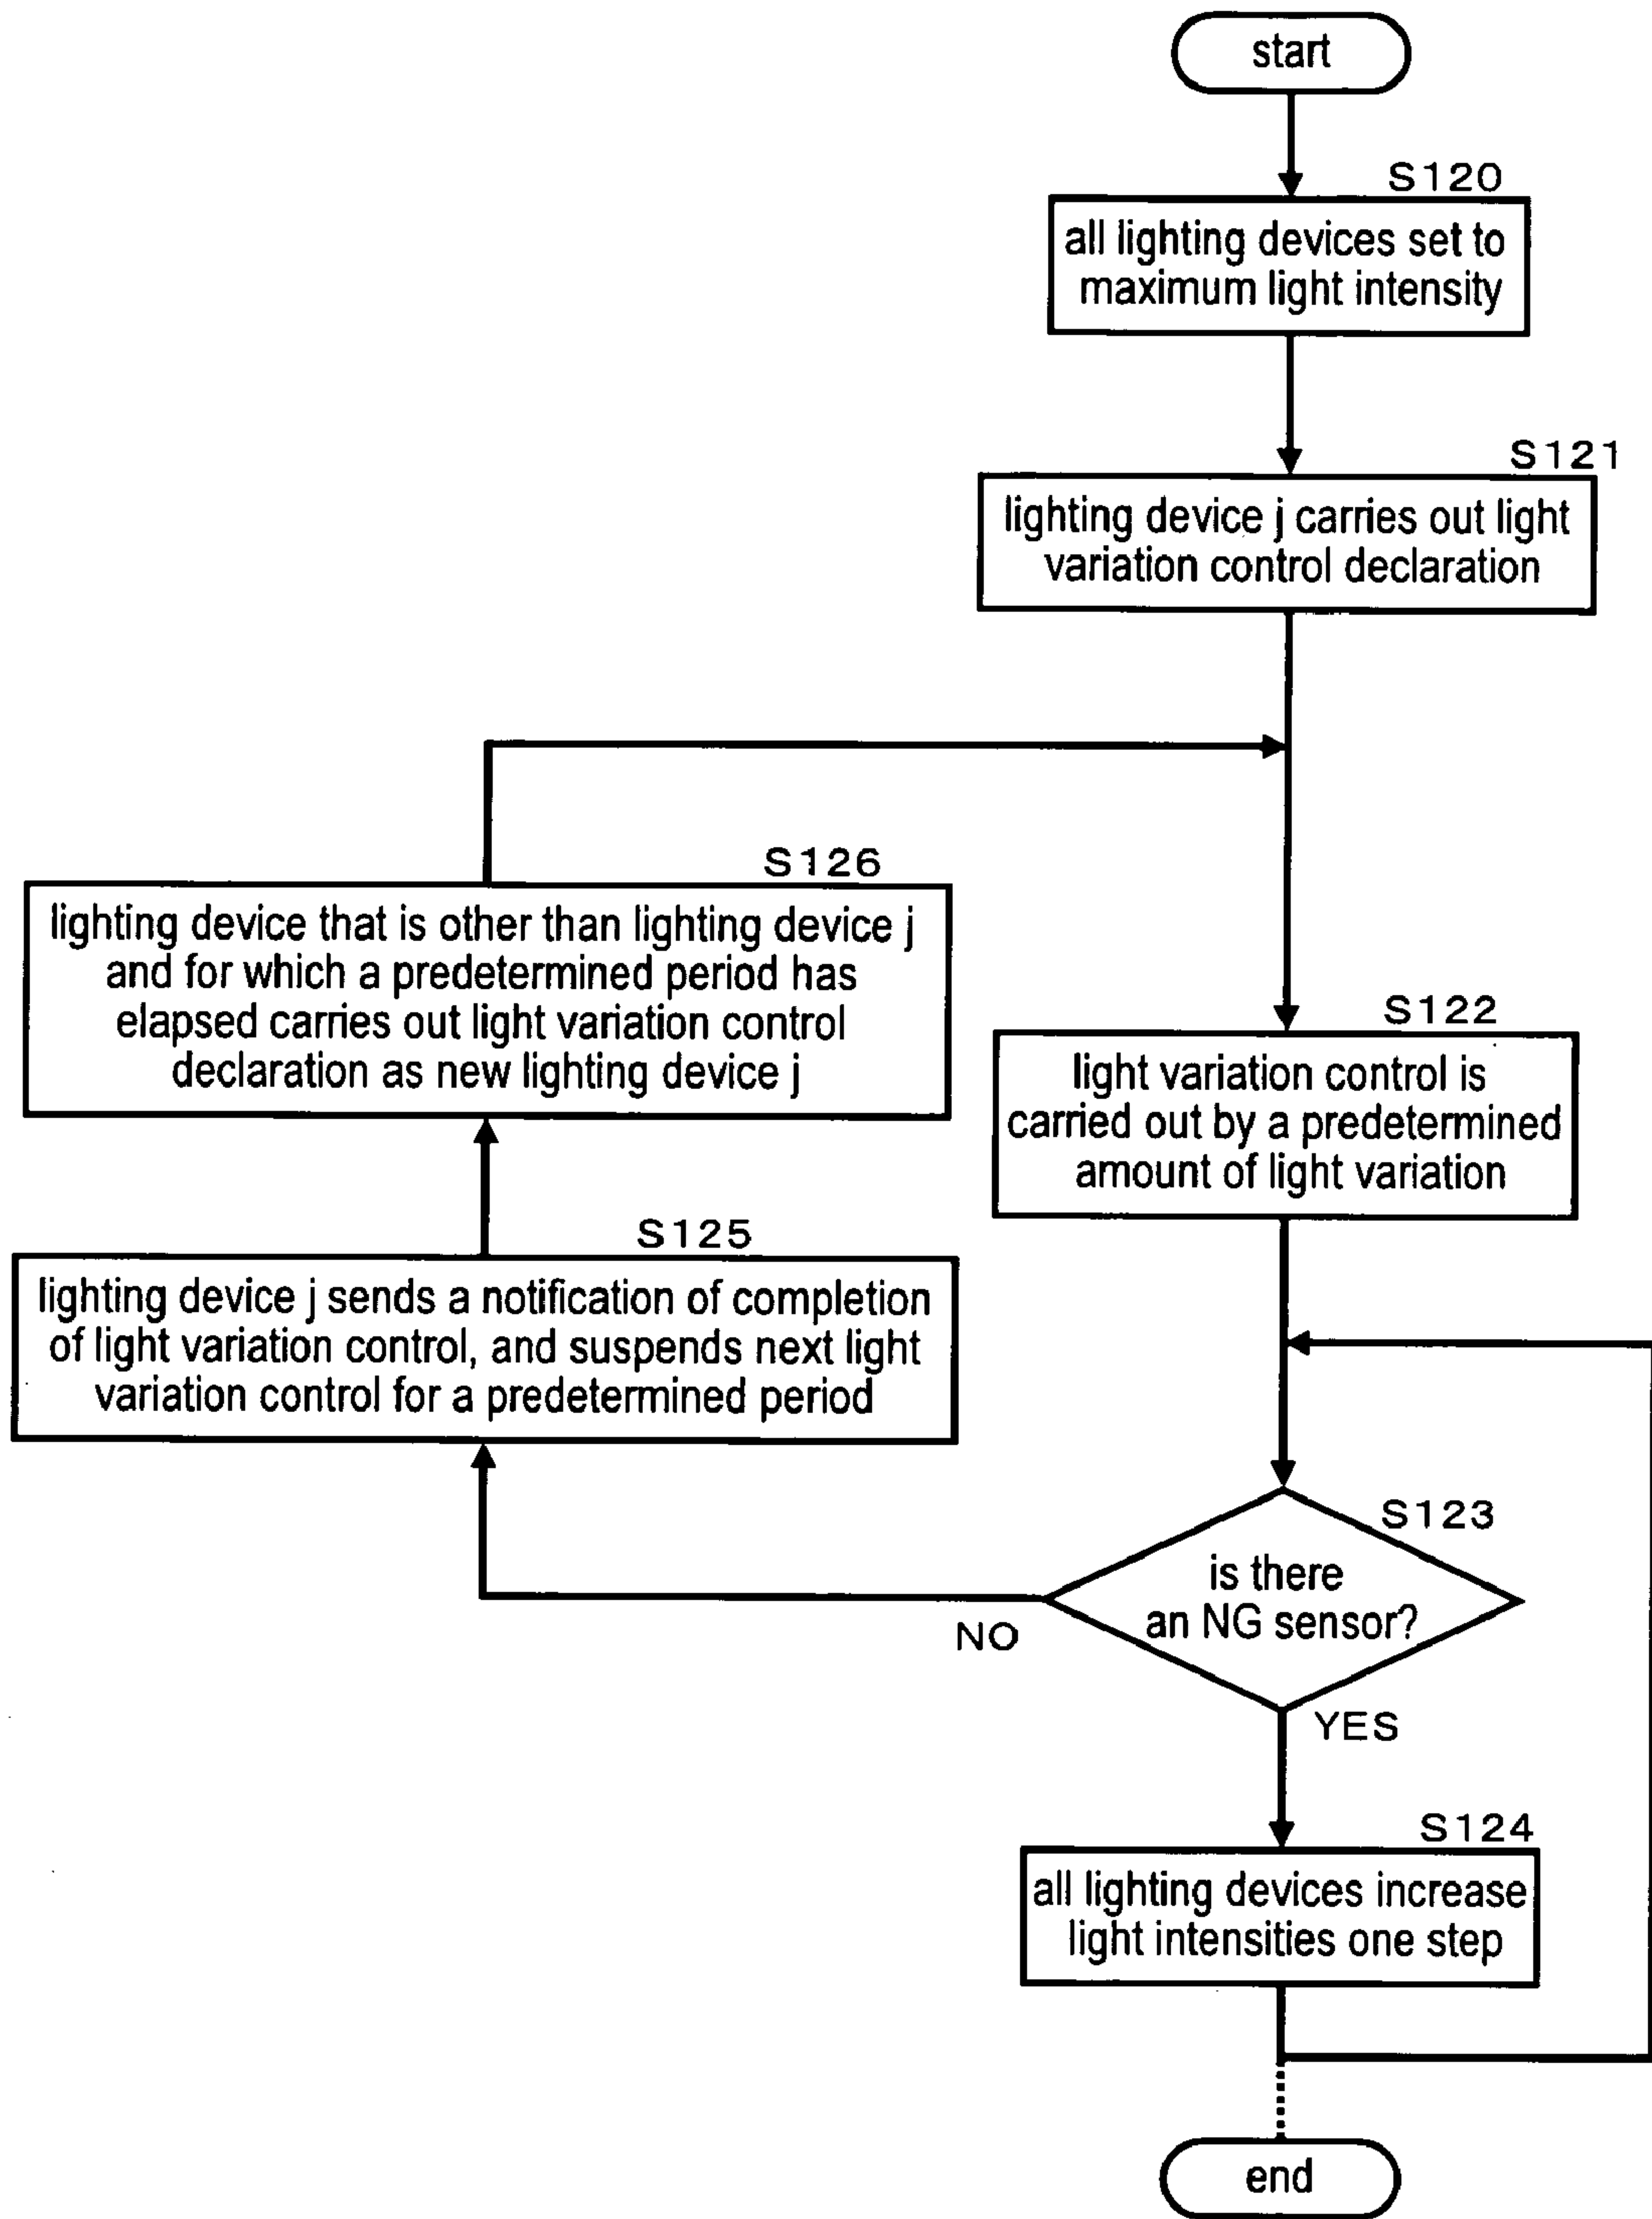 start
S120
all lighting devices set to
maximum light intensity
S121
lighting device j carries out light
variation control declaration
S126
lighting device that is other than lighting device j
and for which a predetermined period has
elapsed carries out light variation control
declaration as new lighting device j
S122
light variation control is
carried out by a predetermined
amount of light variation
S125
lighting device j sends a notification of completion
of light variation control, and suspends next light
variation control for a predetermined period
S123
is there
an NG sensor?
NO
YES
S124
all lighting devices increase
light intensities one step
end